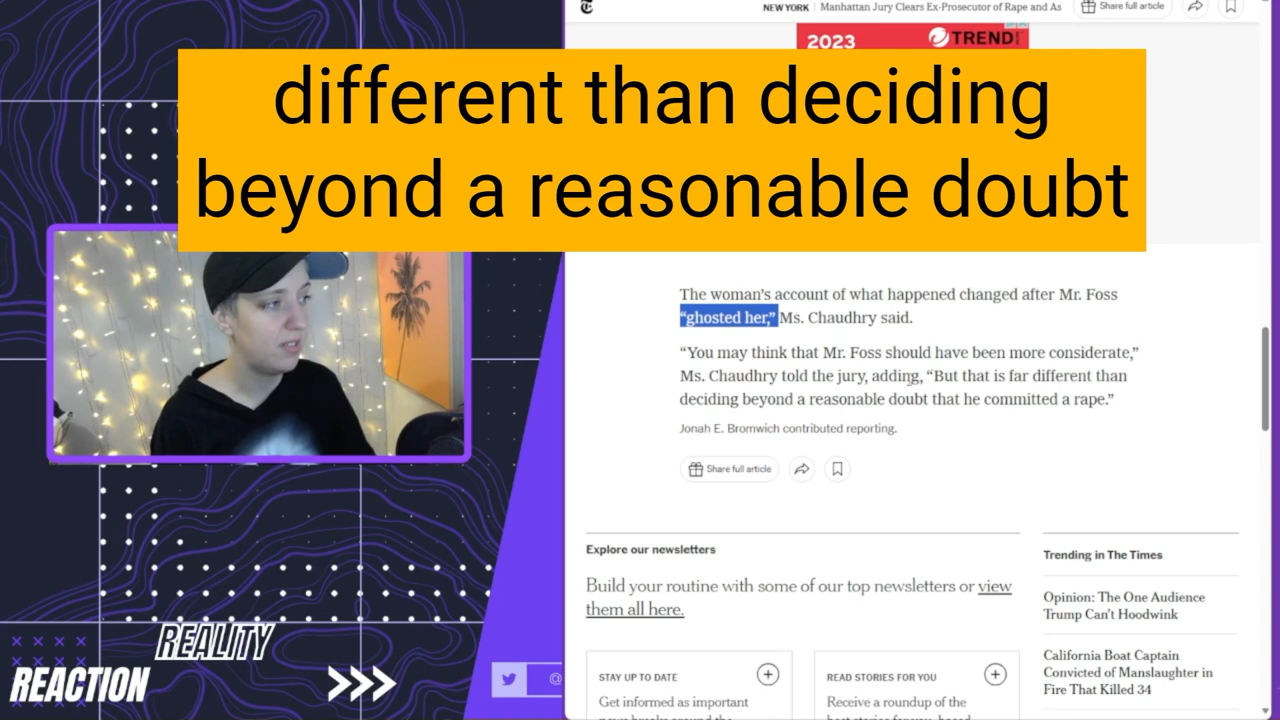 NEW YORK | Manhattan Jury Clears Ex-Prosecutor of Rape and As
Share full article
2023
TREND
different than deciding
beyond a reasonable doubt
The woman's account of what happened changed after Mr. Foss
“ghosted her,” Ms. Chaudhry said.
“You may think that Mr. Foss should have been more considerate,”
Ms. Chaudhry told the jury, adding, “But that is far different than
deciding beyond a reasonable doubt that he committed a rape.”
Jonah E. Bromwich contributed reporting.
Share full article
Explore our newsletters
Build your routine with some of our top newsletters or view
them all here.
STAY UP TO DATE
Get informed as important
READ STORIES FOR YOU
Receive a roundup of the
Trending in The Times
Opinion: The One Audience
Trump Can't Hoodwink
California Boat Captain
Convicted of Manslaughter in
Fire That Killed 34
REALITY
REACTION
@